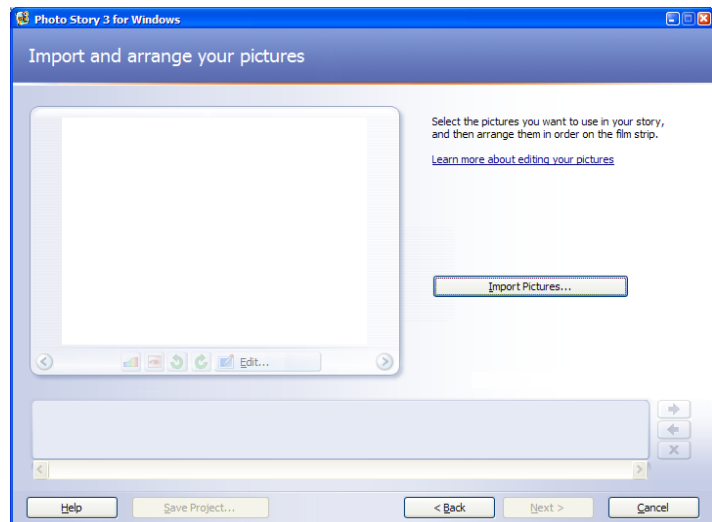 Photo Story 3 for Windows
Import and arrange your pictures
Select the pictures you want to use in your story,
and then arrange them in order on the film strip.
Learn more about editing your pictures
Import Pictures...
Edit...
Help
Save Project...
< Back
Next >
Cancel